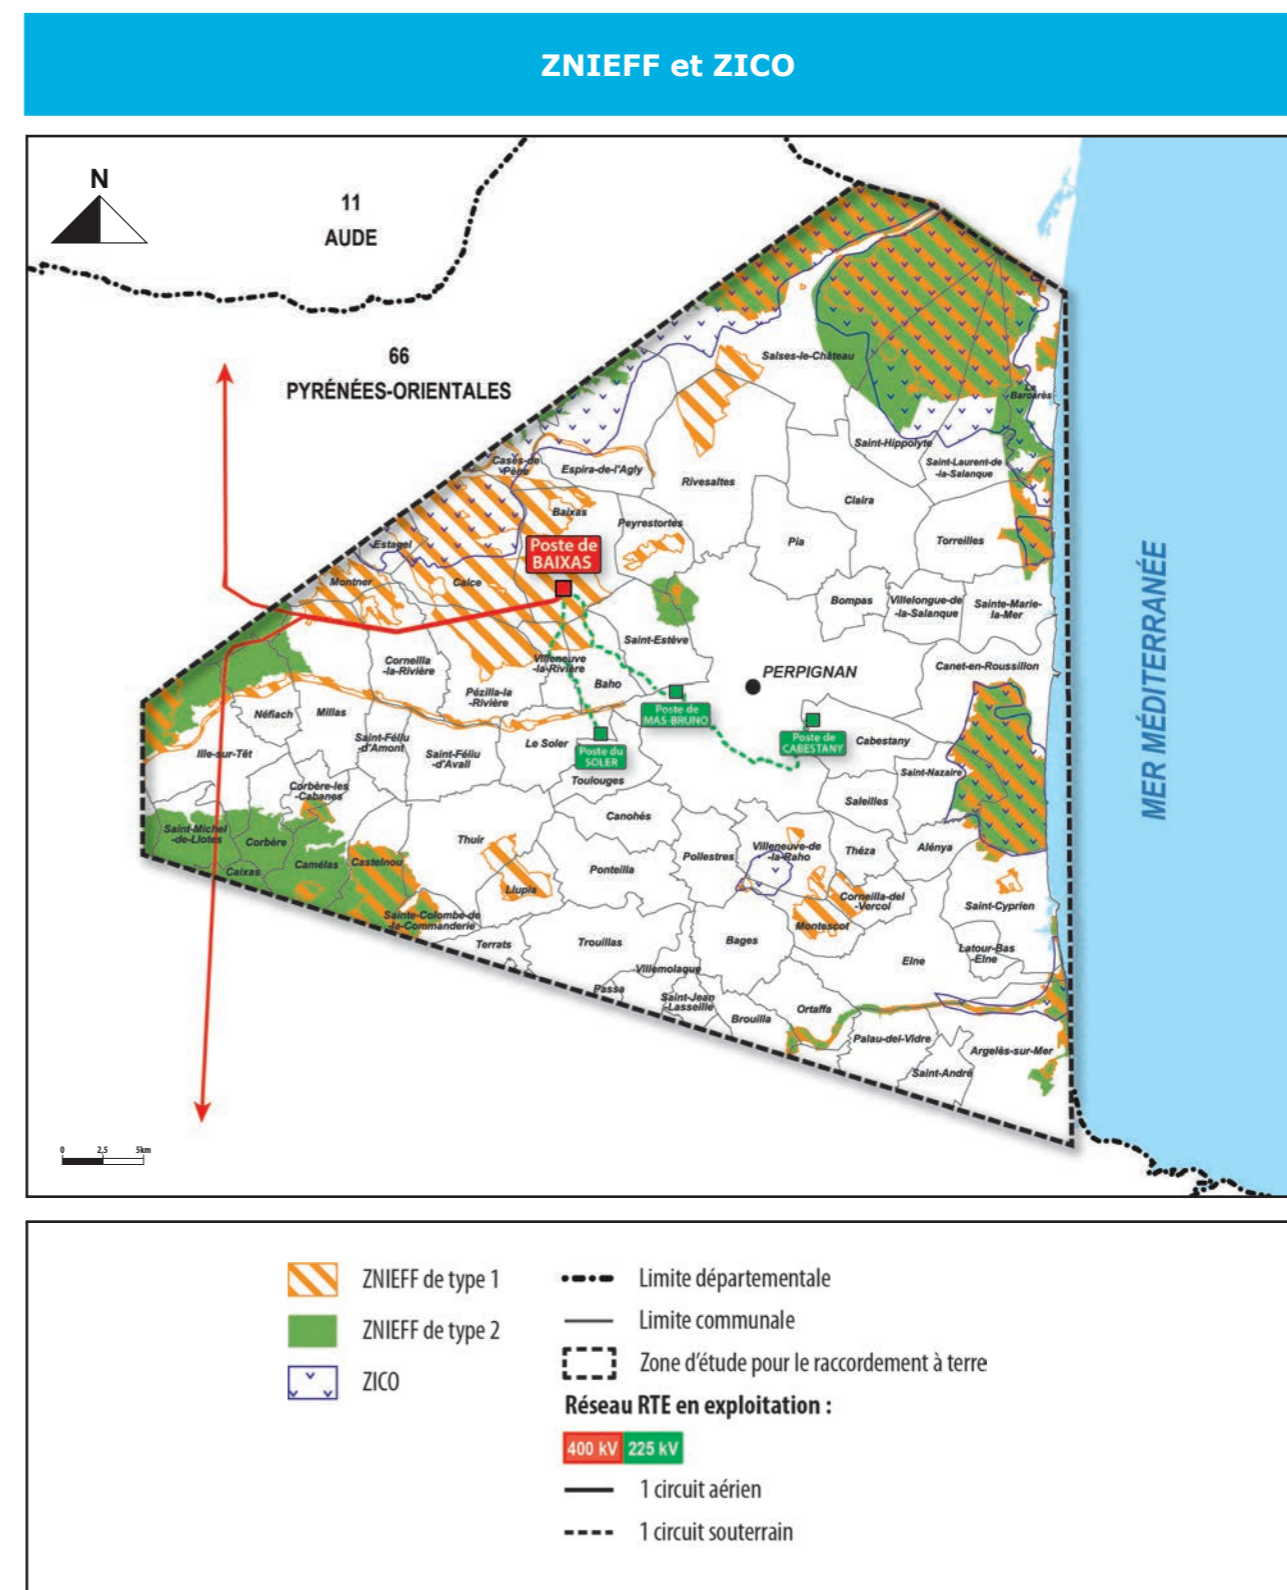 ZNIEFF et ZICO
N
11
AUDE
66
PYRÉNÉES-ORIENTALES
Salses-le-Château
Le
Barcarès
Saint-Hippolyte
Saint-Laurent-de
-la-Salanque
Cases-de-
Pène
Espira-de-l'Agly
Rivesaltes
Claira
Baixas
Peyrestortes
Pia
Torreilles
Estagel
Poste de
BAIXAS
Montner
Calce
Bompas
Villelongue-de
-la-Salanque
Sainte-Marie-
la-Mer
Saint-Estève
Corneilla
-la-Rivière
Villeneuve
-la-Rivière
Baho
PERPIGNAN
Canet-en-Roussillon
Pézilla-la
-Rivière
Néfiach
Millas
Poste de
MAS-BRUNO
Ille-sur-Têt
Saint-Féliu
-d'Amont
Saint-Féliu
-d'Avall
Le Soler
Poste du
SOLER
Poste de
CABESTANY
Cabestany
Saint-Nazaire
Toulouges
Corbère-les
-Cabanes
Saleilles
Canohès
Saint-Michel
-de-Llotes
Corbère
Thuir
Villeneuve-de
-la-Raho
Théza
Alénya
Camélas
Castelnou
Pollestres
Caixas
Ponteilla
Llupia
Corneilla-del
-Vercol
Saint-Cyprien
Sainte-Colombe-de
-la-Commanderie
Montescot
Terrats
Trouillas
Bages
Elne
Latour-Bas
-Elne
Villemolaque
Passa
Saint-Jean
-Lasseille
Brouilla
Ortaffa
Palau-del-Vidre
Argelès-sur-Mer
Saint-André
MER MÉDITERRANÉE
0 2,5 5km
ZNIEFF de type 1
ZNIEFF de type 2
ZICO
Limite départementale
Limite communale
Zone d'étude pour le raccordement à terre
Réseau RTE en exploitation :
400 kV 225 kV
1 circuit aérien
1 circuit souterrain